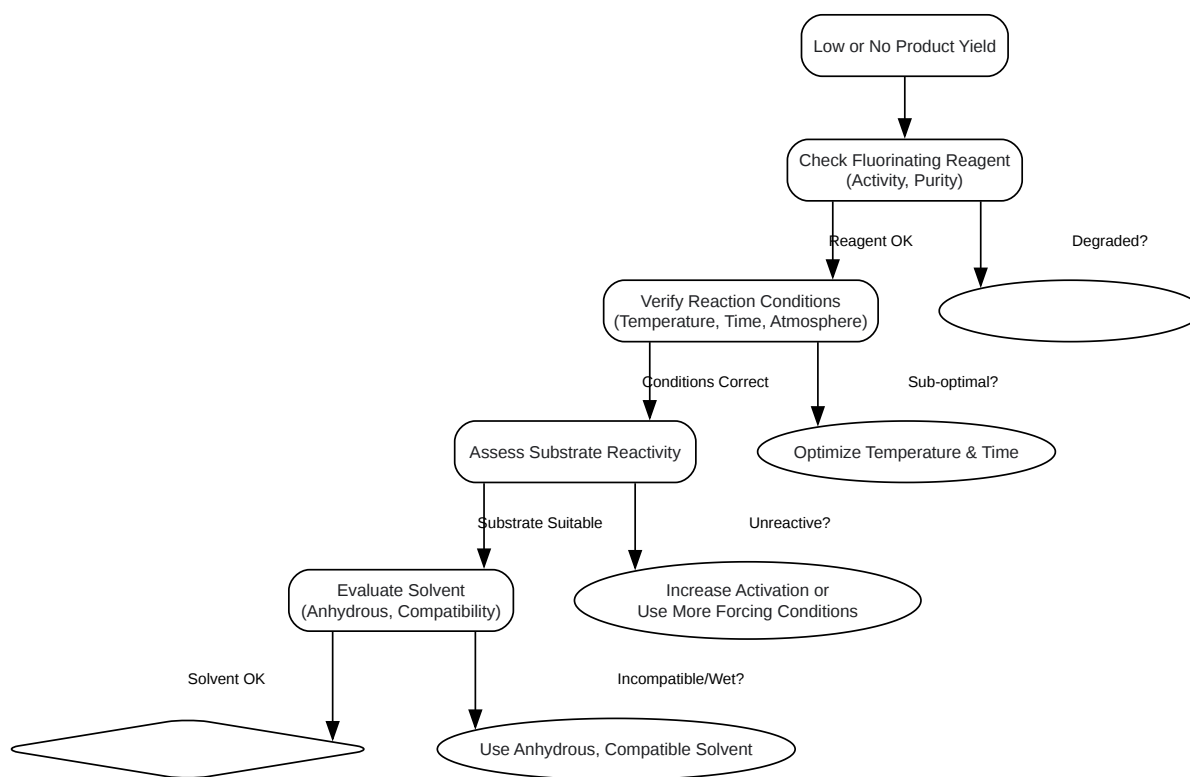 Low or No Product Yield
Check Fluorinating Reagent
(Activity, Purity)
Reagent OK
Degraded?
Verify Reaction Conditions
(Temperature, Time, Atmosphere)
Conditions Correct
Sub-optimal?
Assess Substrate Reactivity
Optimize Temperature & Time
Substrate Suitable
Unreactive?
Evaluate Solvent
(Anhydrous, Compatibility)
Increase Activation or
Use More Forcing Conditions
Solvent OK
Incompatible/Wet?
Use Anhydrous, Compatible Solvent